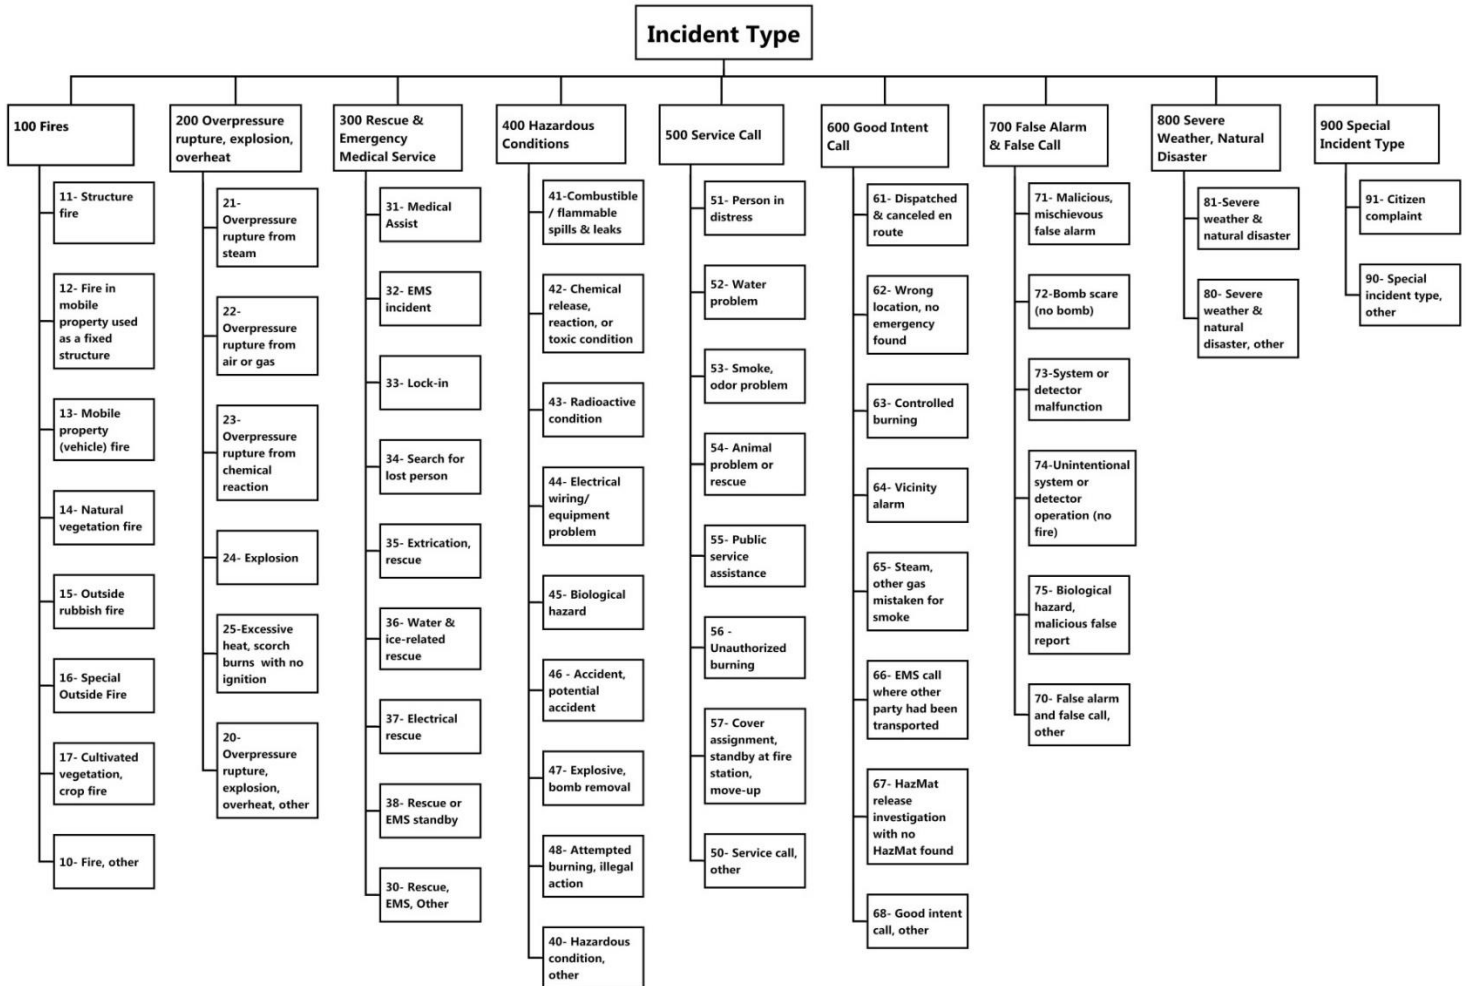 Incident Type
100 Fires
11- Structure
fire
12- Fire in
mobile
property used
as a fixed
structure
13- Mobile
property
(vehicle) fire
14- Natural
vegetation fire
15- Outside
rubbish fire
16- Special
Outside Fire
17- Cultivated
vegetation,
crop fire
10- Fire, other
200 Overpressure
rupture, explosion,
overheat
21-
Overpressure
rupture from
steam
22-
Overpressure
rupture from
air or gas
23-
Overpressure
rupture from
chemical
reaction
24- Explosion
25-Excessive
heat, scorch
burns with no
ignition
20-
Overpressure
rupture,
explosion,
overheat, other
300 Rescue &
Emergency
Medical Service
31- Medical
Assist
32- EMS
incident
33- Lock-in
34- Search for
lost person
35- Extrication,
rescue
36- Water &
ice-related
rescue
37- Electrical
rescue
38- Rescue or
EMS standby
30- Rescue,
EMS, Other
400 Hazardous
Conditions
41-Combustible
/ flammable
spills & leaks
42- Chemical
release,
reaction, or
toxic condition
43- Radioactive
condition
44- Electrical
wiring/
equipment
problem
45- Biological
hazard
46 - Accident,
potential
accident
47- Explosive,
bomb removal
48- Attempted
burning, illegal
action
40- Hazardous
condition,
other
500 Service Call
51- Person in
distress
52- Water
problem
53- Smoke,
odor problem
54- Animal
problem or
rescue
55- Public
service
assistance
56 -
Unauthorized
burning
57- Cover
assignment,
standby at fire
station,
move-up
50- Service call,
other
600 Good Intent
Call
61- Dispatched
& canceled en
route
62- Wrong
location, no
emergency
found
63- Controlled
burning
64- Vicinity
alarm
65- Steam,
other gas
mistaken for
smoke
66- EMS call
where other
party had been
transported
67- HazMat
release
investigation
with no
HazMat found
68- Good intent
call, other
700 False Alarm
& False Call
71- Malicious,
mischievous
false alarm
72-Bomb scare
(no bomb)
73-System or
detector
malfunction
74-Unintentional
system or
detector
operation (no
fire)
75- Biological
hazard,
malicious false
report
70- False alarm
and false call,
other
800 Severe
Weather, Natural
Disaster
81-Severe
weather &
natural disaster
80- Severe
weather &
natural
disaster, other
900 Special
Incident Type
91- Citizen
complaint
90- Special
incident type,
other